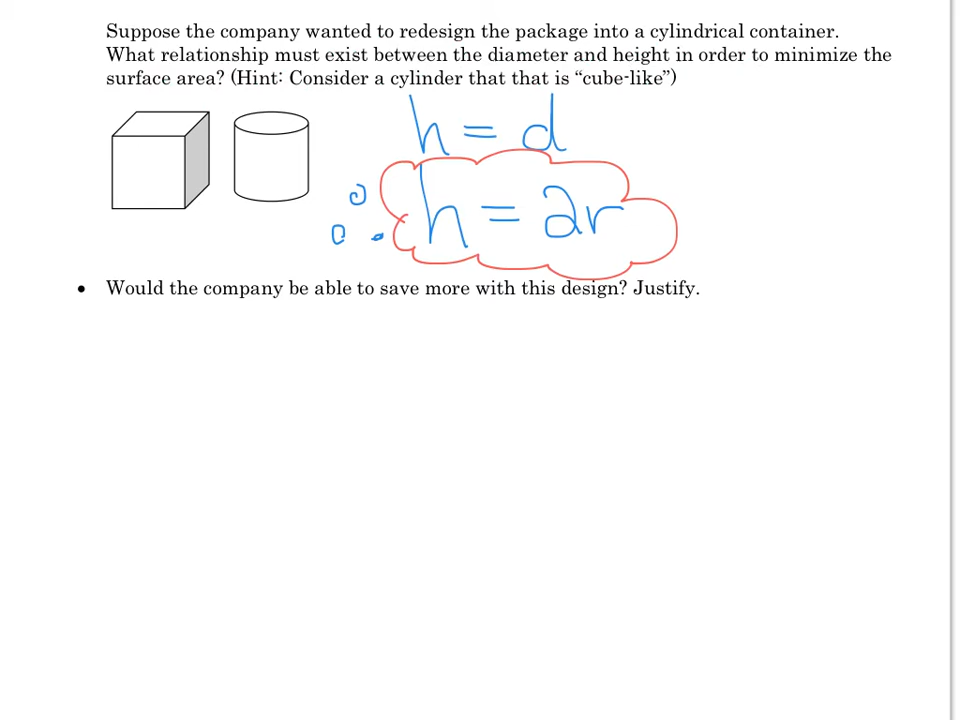 Suppose the company wanted to redesign the package into a cylindrical container.
What relationship must exist between the diameter and height in order to minimize the
surface area? (Hint: Consider a cylinder that that is “cube-like”)
h = d
∴ h = 2r
• Would the company be able to save more with this design? Justify.